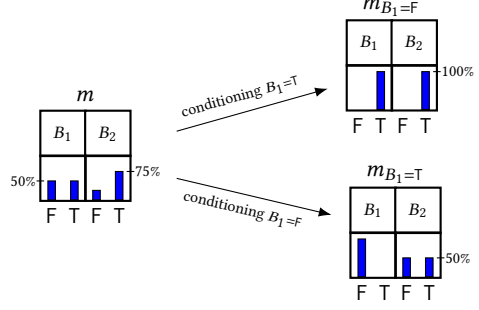 m
B1 B2
50% 75%
F T F T
conditioning B1=T
conditioning B1=F
mB1=F
B1 B2
100%
F T F T
mB1=T
B1 B2
50%
F T F T